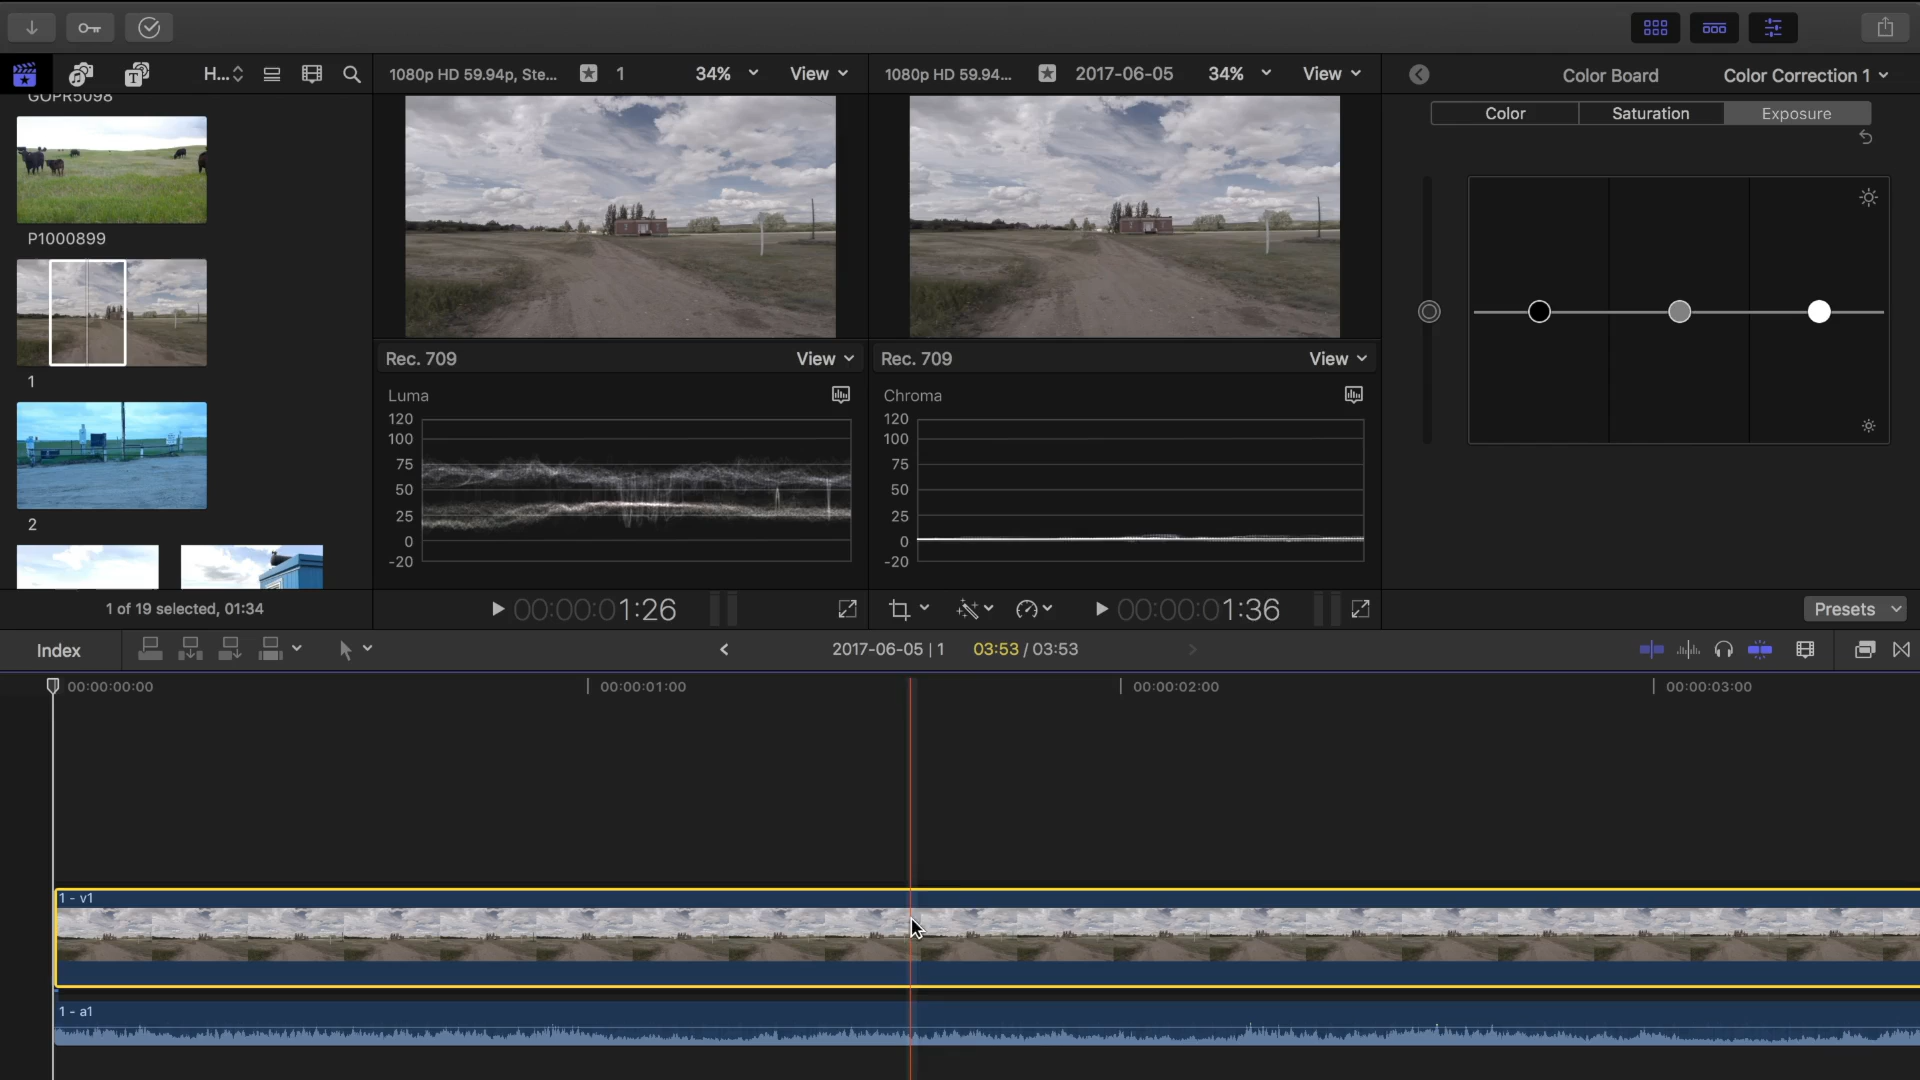 H...
1080p HD 59.94p, Ste...
1
34%
View
1080p HD 59.94...
2017-06-05
34%
View
Color Board
Color Correction 1
GOPR5098
P1000899
1
2
1 of 19 selected, 01:34
Color
Saturation
Exposure
Rec. 709
View
Rec. 709
View
Luma
120
100
75
50
25
0
-20
Chroma
120
100
75
50
25
0
-20
00:00:01:26
00:00:01:36
Presets
Index
2017-06-05 | 1
03:53 / 03:53
00:00:00:00
00:00:01:00
00:00:02:00
00:00:03:00
1 - v1
1 - a1